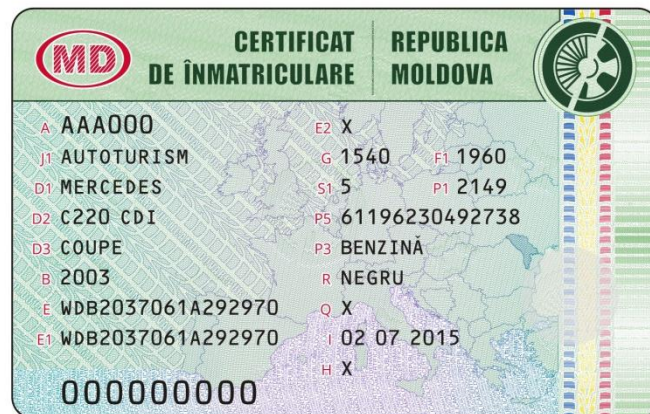 MD
CERTIFICAT DE ÎNMATRICULARE
REPUBLICA MOLDOVA
A AAA000
J1 AUTOTURISM
D1 MERCEDES
D2 C220 CDI
D3 COUPE
B 2003
E WDB2037061A292970
E1 WDB2037061A292970
000000000
E2 X
G 1540 F1 1960
S1 5 P1 2149
P5 61196230492738
P3 BENZINĂ
R NEGRU
Q X
I 02 07 2015
H X